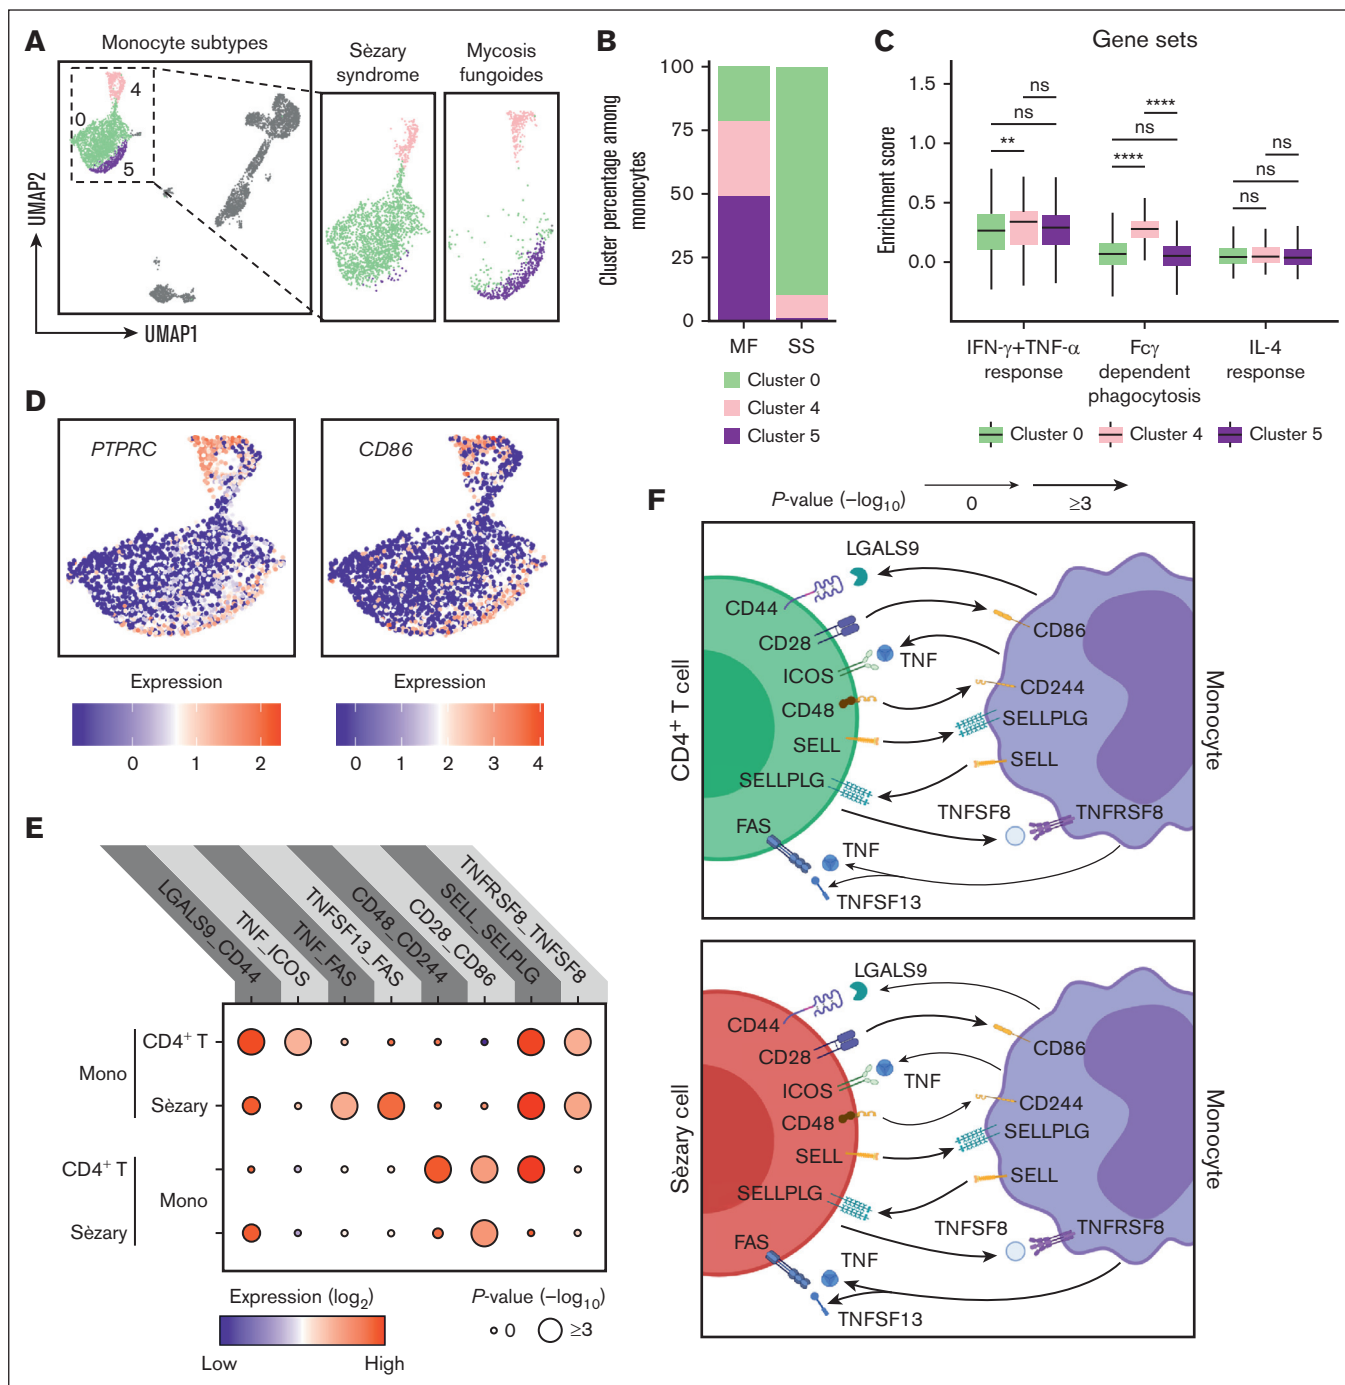 A
Monocyte subtypes
Sèzary
syndrome
Mycosis
fungoides
4
0
5
UMAP2
UMAP1
B
Cluster percentage among
monocytes
100
75
50
25
0
MF
SS
Cluster 0
Cluster 4
Cluster 5
C
Gene sets
Enrichment score
1.5
1.0
0.5
0.0
ns
ns
**
****
ns
****
ns
ns
ns
IFN-γ+TNF-α
response
Fcγ
dependent
phagocytosis
IL-4
response
Cluster 0
Cluster 4
Cluster 5
D
PTPRC
CD86
Expression
0 1 2
Expression
0 1 2 3 4
E
LGALS9_CD44
TNF_ICOS
TNF_FAS
TNFSF13_FAS
CD48_CD244
CD28_CD86
SELL_SELPLG
TNFRSF8_TNFSF8
Mono
CD4+ T
Sèzary
CD4+ T
Mono
Sèzary
Expression (log2)
Low
High
P-value (−log10)
0
≥3
F
P-value (−log10)
0
≥3
CD4+ T cell
Monocyte
LGALS9
CD44
CD28
CD86
ICOS
TNF
CD244
CD48
SELLPLG
SELL
SELL
SELLPLG
TNFSF8
TNFRSF8
FAS
TNF
TNFSF13
Sèzary cell
Monocyte
LGALS9
CD44
CD28
CD86
ICOS
TNF
CD244
CD48
SELLPLG
SELL
SELL
SELLPLG
TNFSF8
TNFRSF8
FAS
TNF
TNFSF13